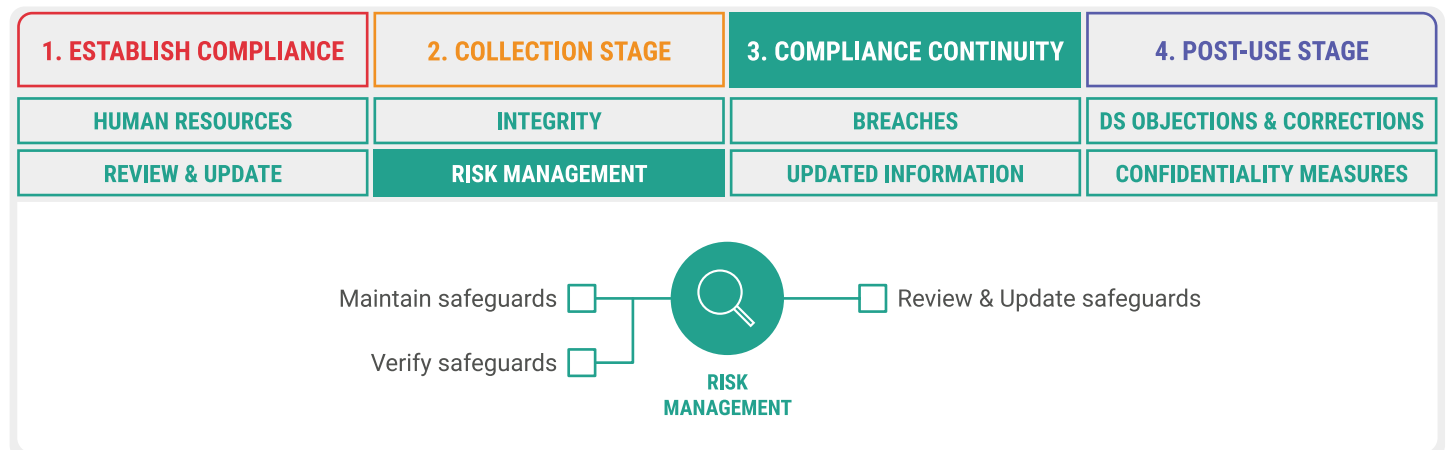 1. ESTABLISH COMPLIANCE
2. COLLECTION STAGE
3. COMPLIANCE CONTINUITY
4. POST-USE STAGE
HUMAN RESOURCES
INTEGRITY
BREACHES
DS OBJECTIONS & CORRECTIONS
REVIEW & UPDATE
RISK MANAGEMENT
UPDATED INFORMATION
CONFIDENTIALITY MEASURES
Maintain safeguards
Review & Update safeguards
Verify safeguards
RISK
MANAGEMENT